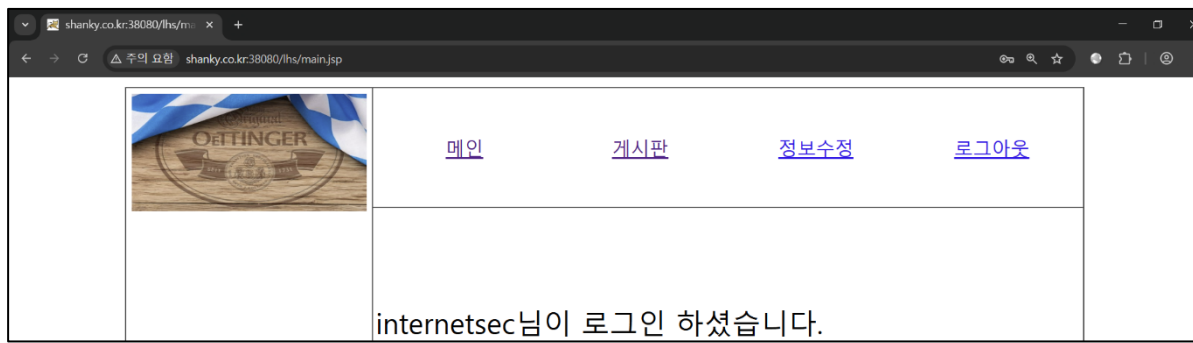 shanky.co.kr:38080/lhs/ma
주의 요함 shanky.co.kr:38080/lhs/main.jsp
Original
OETTINGER
메인 게시판 정보수정 로그아웃
internetsec님이 로그인 하셨습니다.